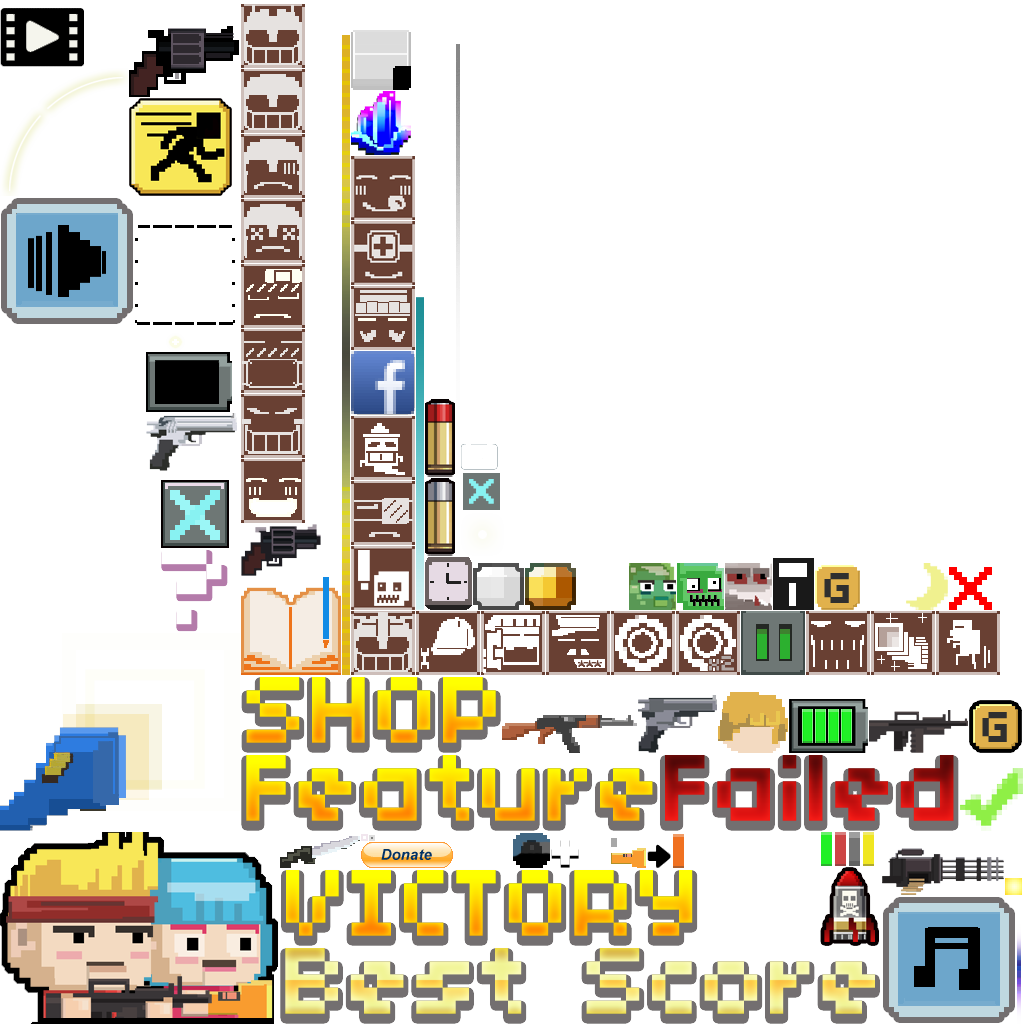 f
G
SHOP
G
Feature Failed
Donate
VICTORY
Best Score